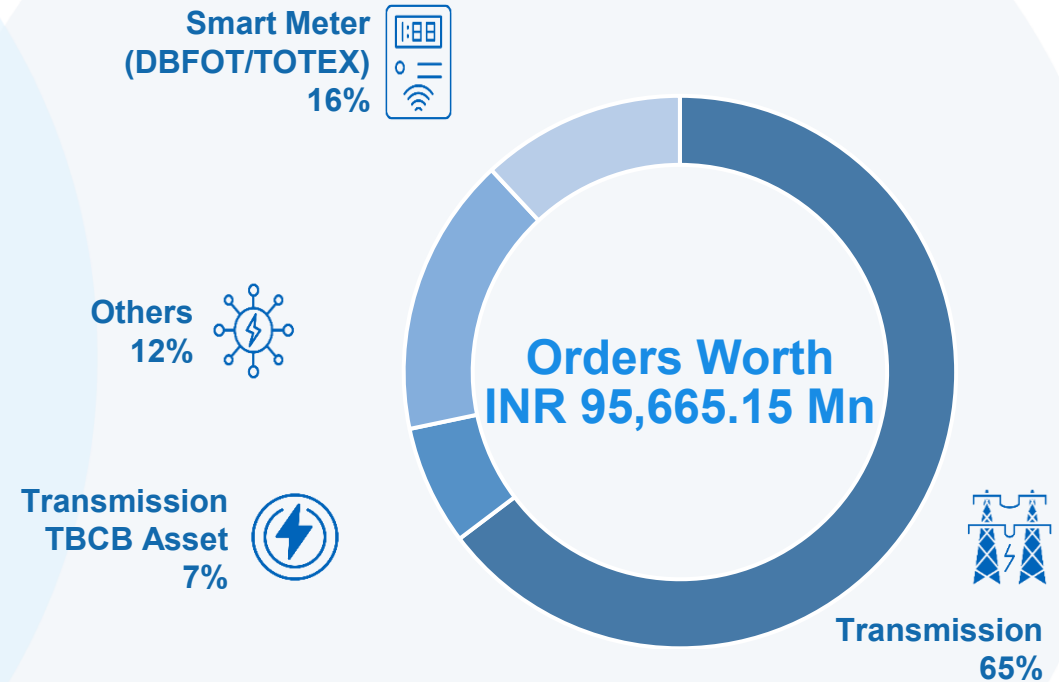 Smart Meter
(DBFOT/TOTEX)
16%
Others
12%
Orders Worth
INR 95,665.15 Mn
Transmission
TBCB Asset
7%
Transmission
65%